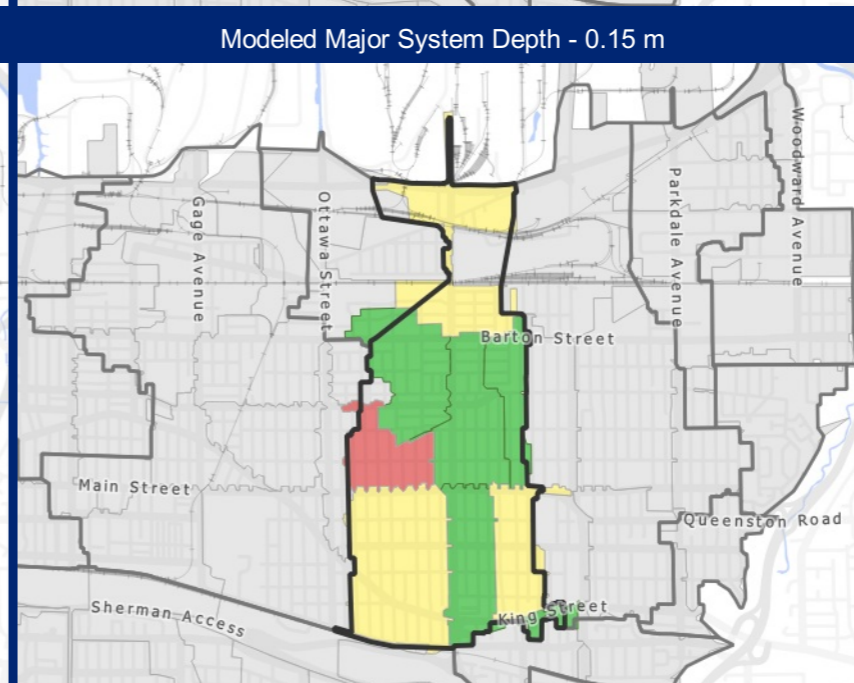 Modeled Major System Depth - 0.15 m
Woodward Avenue
Parkdale Avenue
Gage Avenue
Ottawa Street
Barton Street
Main Street
Queenston Road
King Street
Sherman Access